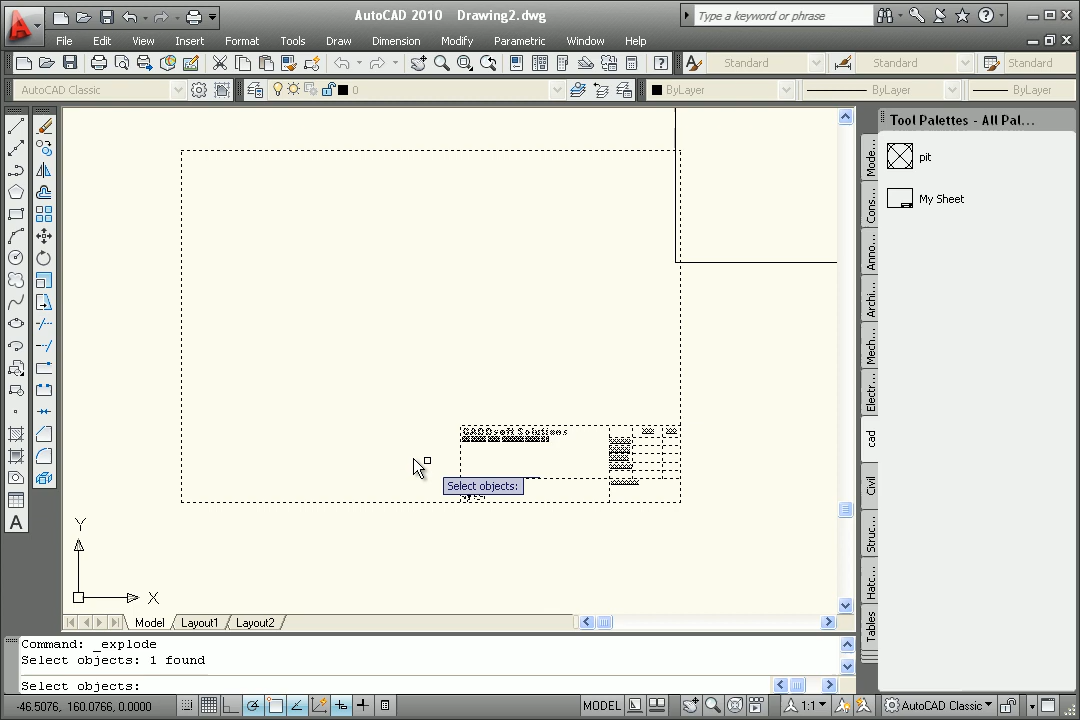 AutoCAD 2010 Drawing2.dwg
Type a keyword or phrase
File Edit View Insert Format Tools Draw Dimension Modify Parametric Window Help
Standard Standard Standard
AutoCAD Classic 0 ByLayer ByLayer ByLayer
Tool Palettes - All Pal...
pit
My Sheet
Mode...
Cons...
Anno...
Archi...
Mech...
Electr...
cad
Civil
Struc...
Hatc...
Tables
CADDsoft Solutions
Select objects:
Y
X
Model Layout1 Layout2
Command: _explode
Select objects: 1 found
Select objects:
-46.5076, 160.0766, 0.0000 MODEL 1:1 AutoCAD Classic
A